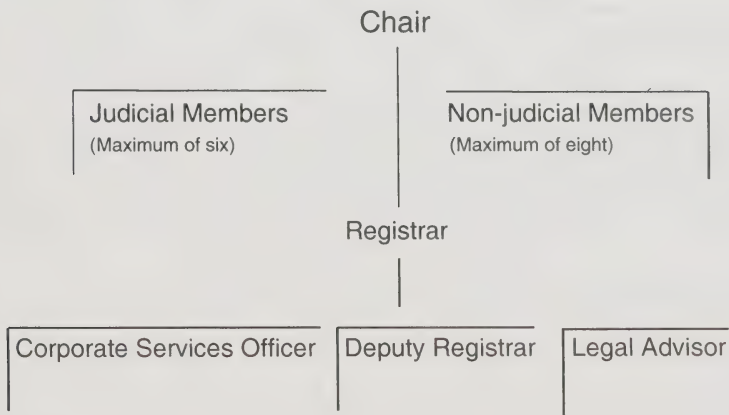 Chair
Judicial Members
(Maximum of six)
Non-judicial Members
(Maximum of eight)
Registrar
Corporate Services Officer
Deputy Registrar
Legal Advisor